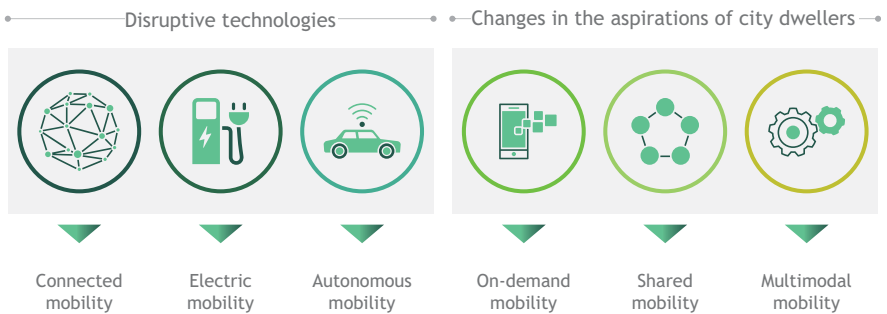 Disruptive technologies
Changes in the aspirations of city dwellers
Connected
mobility
Electric
mobility
Autonomous
mobility
On-demand
mobility
Shared
mobility
Multimodal
mobility